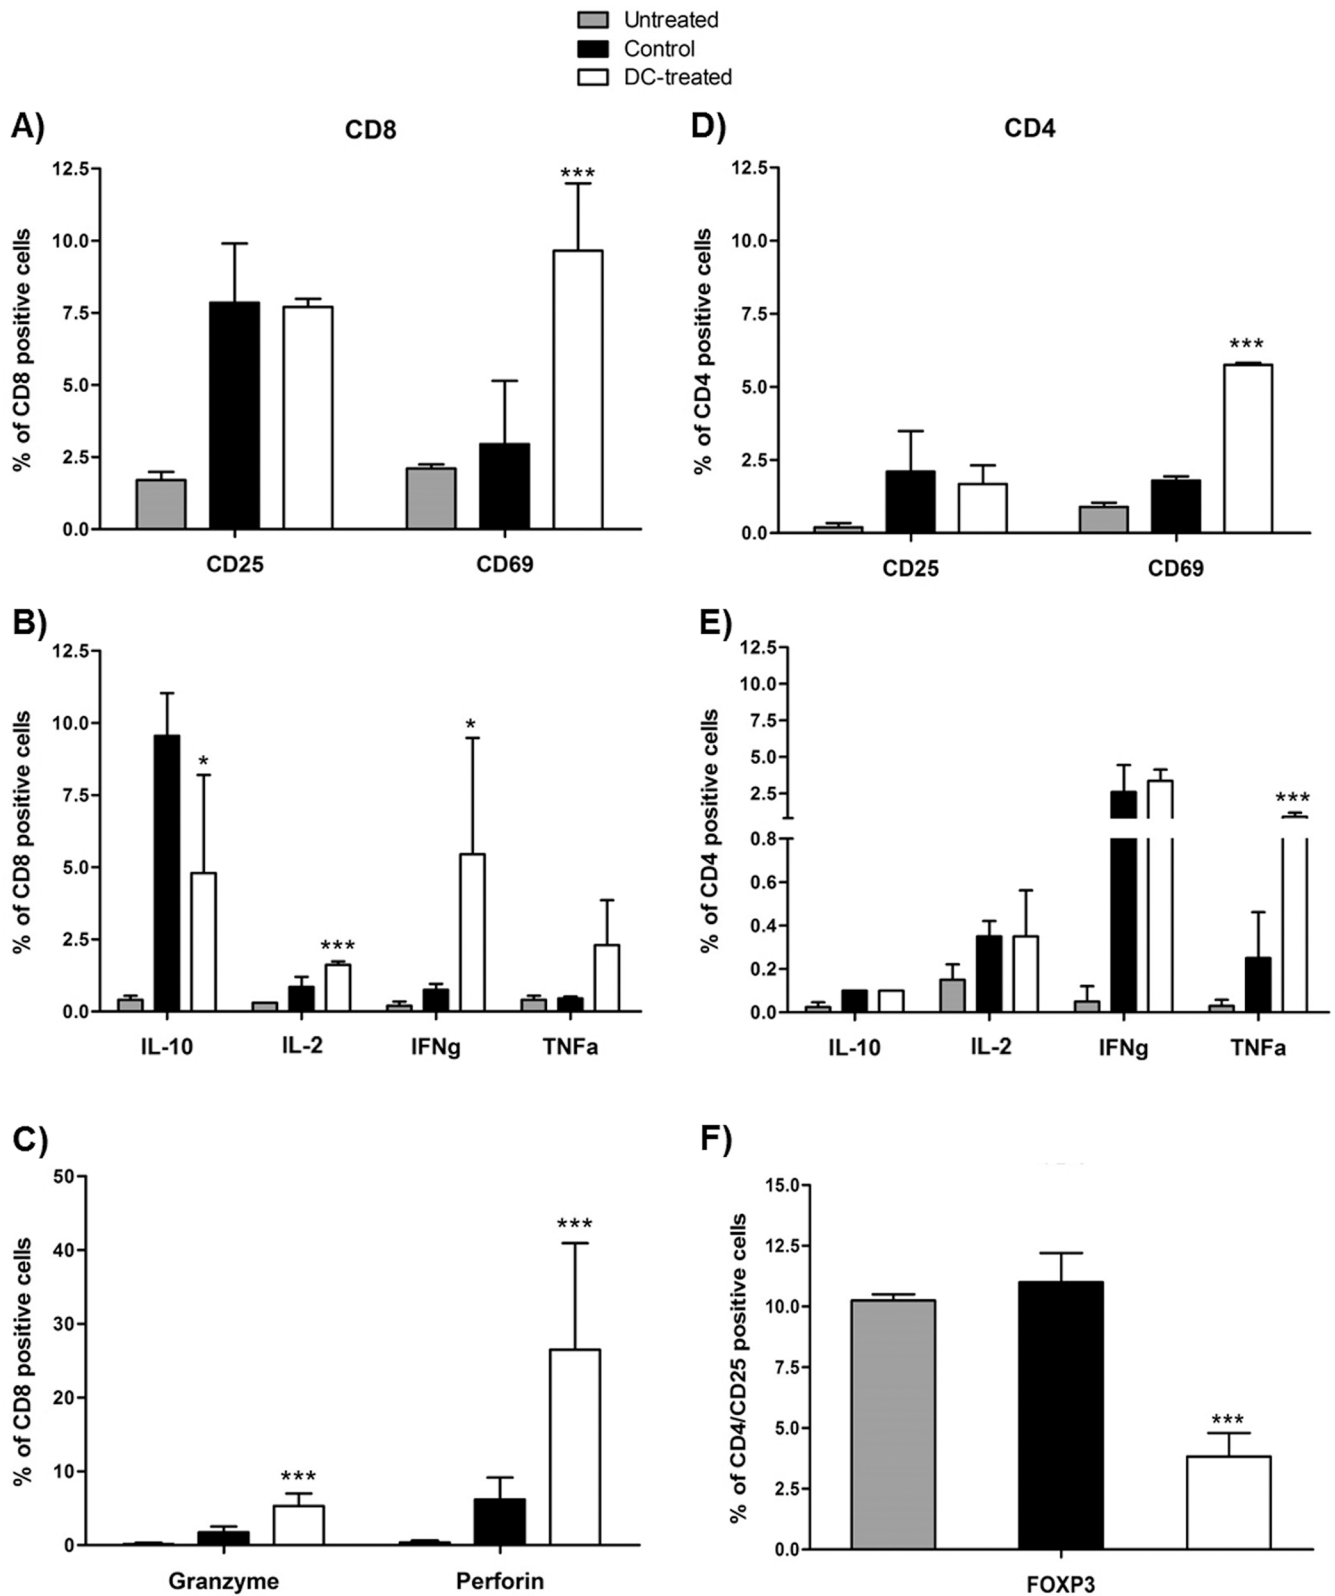 Untreated
Control
DC-treated
A)
CD8
% of CD8 positive cells
12.5
10.0
7.5
5.0
2.5
0.0
***
CD25
CD69
D)
CD4
% of CD4 positive cells
12.5
10.0
7.5
5.0
2.5
0.0
***
CD25
CD69
B)
% of CD8 positive cells
12.5
10.0
7.5
5.0
2.5
0.0
*
***
*
IL-10
IL-2
IFNg
TNFa
E)
% of CD4 positive cells
12.5
10.0
7.5
5.0
2.5
0.8
0.6
0.4
0.2
0.0
***
IL-10
IL-2
IFNg
TNFa
C)
% of CD8 positive cells
50
40
30
20
10
0
***
***
Granzyme
Perforin
F)
% of CD4/CD25 positive cells
15.0
12.5
10.0
7.5
5.0
2.5
0.0
***
FOXP3